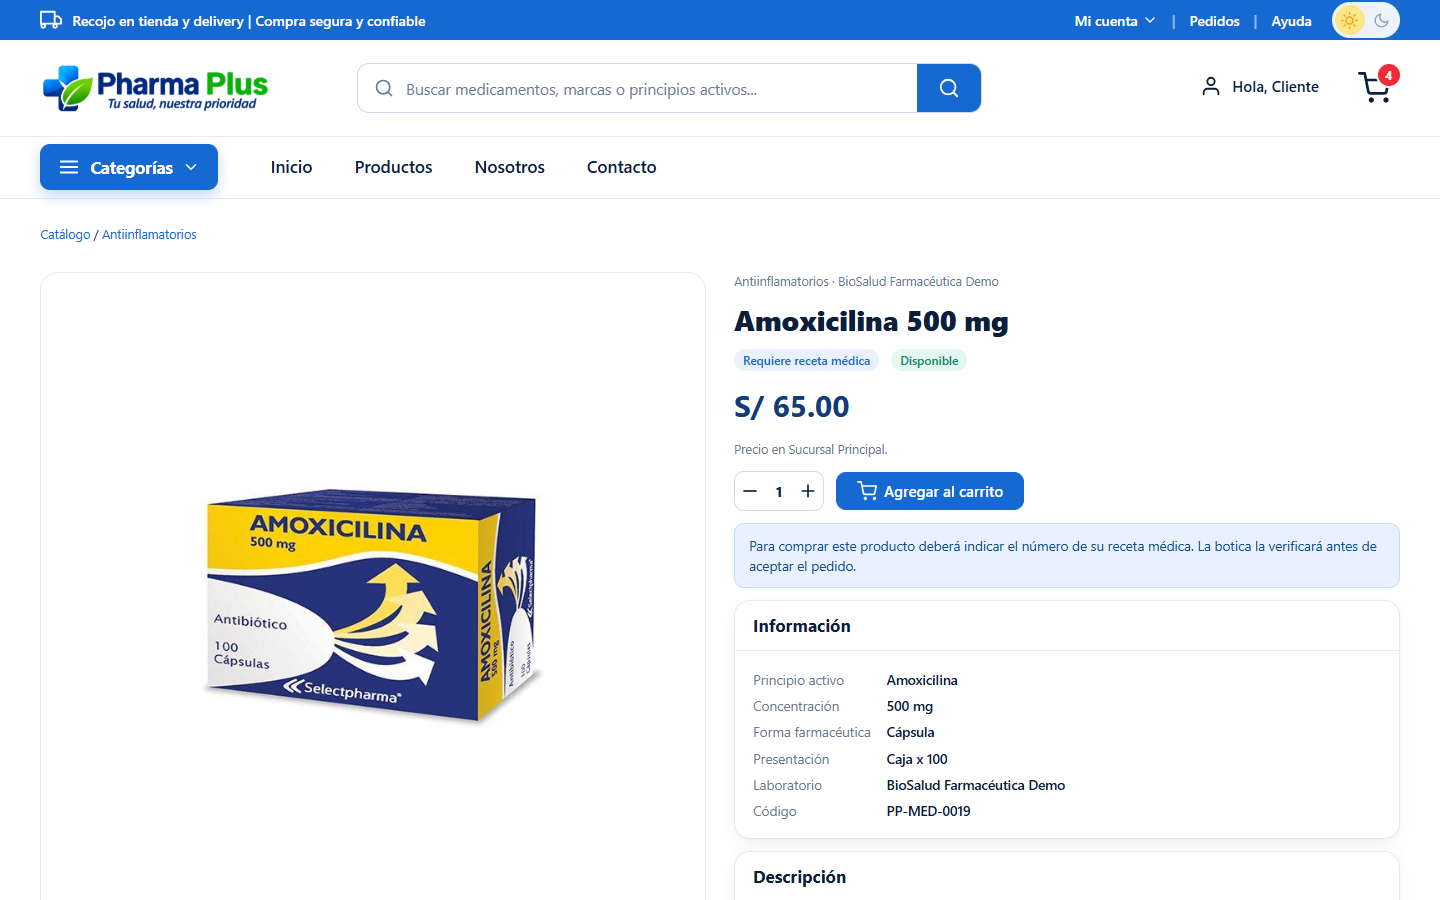 Recojo en tienda y delivery | Compra segura y confiable
Mi cuenta | Pedidos | Ayuda
Pharma Plus
Tu salud, nuestra prioridad
Buscar medicamentos, marcas o principios activos...
Hola, Cliente
4
Categorías
Inicio
Productos
Nosotros
Contacto
Catálogo / Antiinflamatorios
Antiinflamatorios · BioSalud Farmacéutica Demo
Amoxicilina 500 mg
Requiere receta médica
Disponible
S/ 65.00
Precio en Sucursal Principal.
1
Agregar al carrito
Para comprar este producto deberá indicar el número de su receta médica. La botica la verificará antes de
aceptar el pedido.
Información
Principio activo Amoxicilina
Concentración 500 mg
Forma farmacéutica Cápsula
Presentación Caja x 100
Laboratorio BioSalud Farmacéutica Demo
Código PP-MED-0019
Descripción
AMOXICILINA
500 mg
Antibiótico
100
Cápsulas
Selectpharma®
AMOXICILINA
500 mg
Antibiótico
100
Cápsulas
Selectpharma